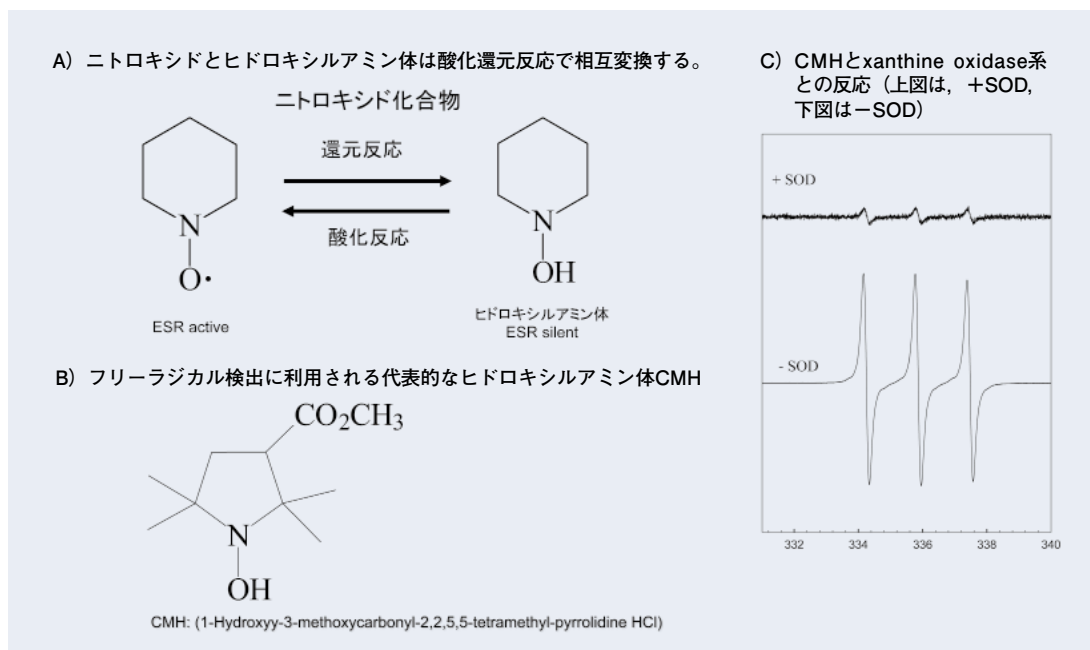 A）ニトロキシドとヒドロキシルアミン体は酸化還元反応で相互変換する。
ニトロキシド化合物
還元反応
酸化反応
N
O•
ESR active
N
OH
ヒドロキシルアミン体
ESR silent
B）フリーラジカル検出に利用される代表的なヒドロキシルアミン体CMH
CO₂CH₃
N
OH
CMH: (1-Hydroxyy-3-methoxycarbonyl-2,2,5,5-tetramethyl-pyrrolidine HCl)
C）CMHとxanthine oxidase系
との反応（上図は，＋SOD,
下図は－SOD）
+ SOD
- SOD
332 334 336 338 340